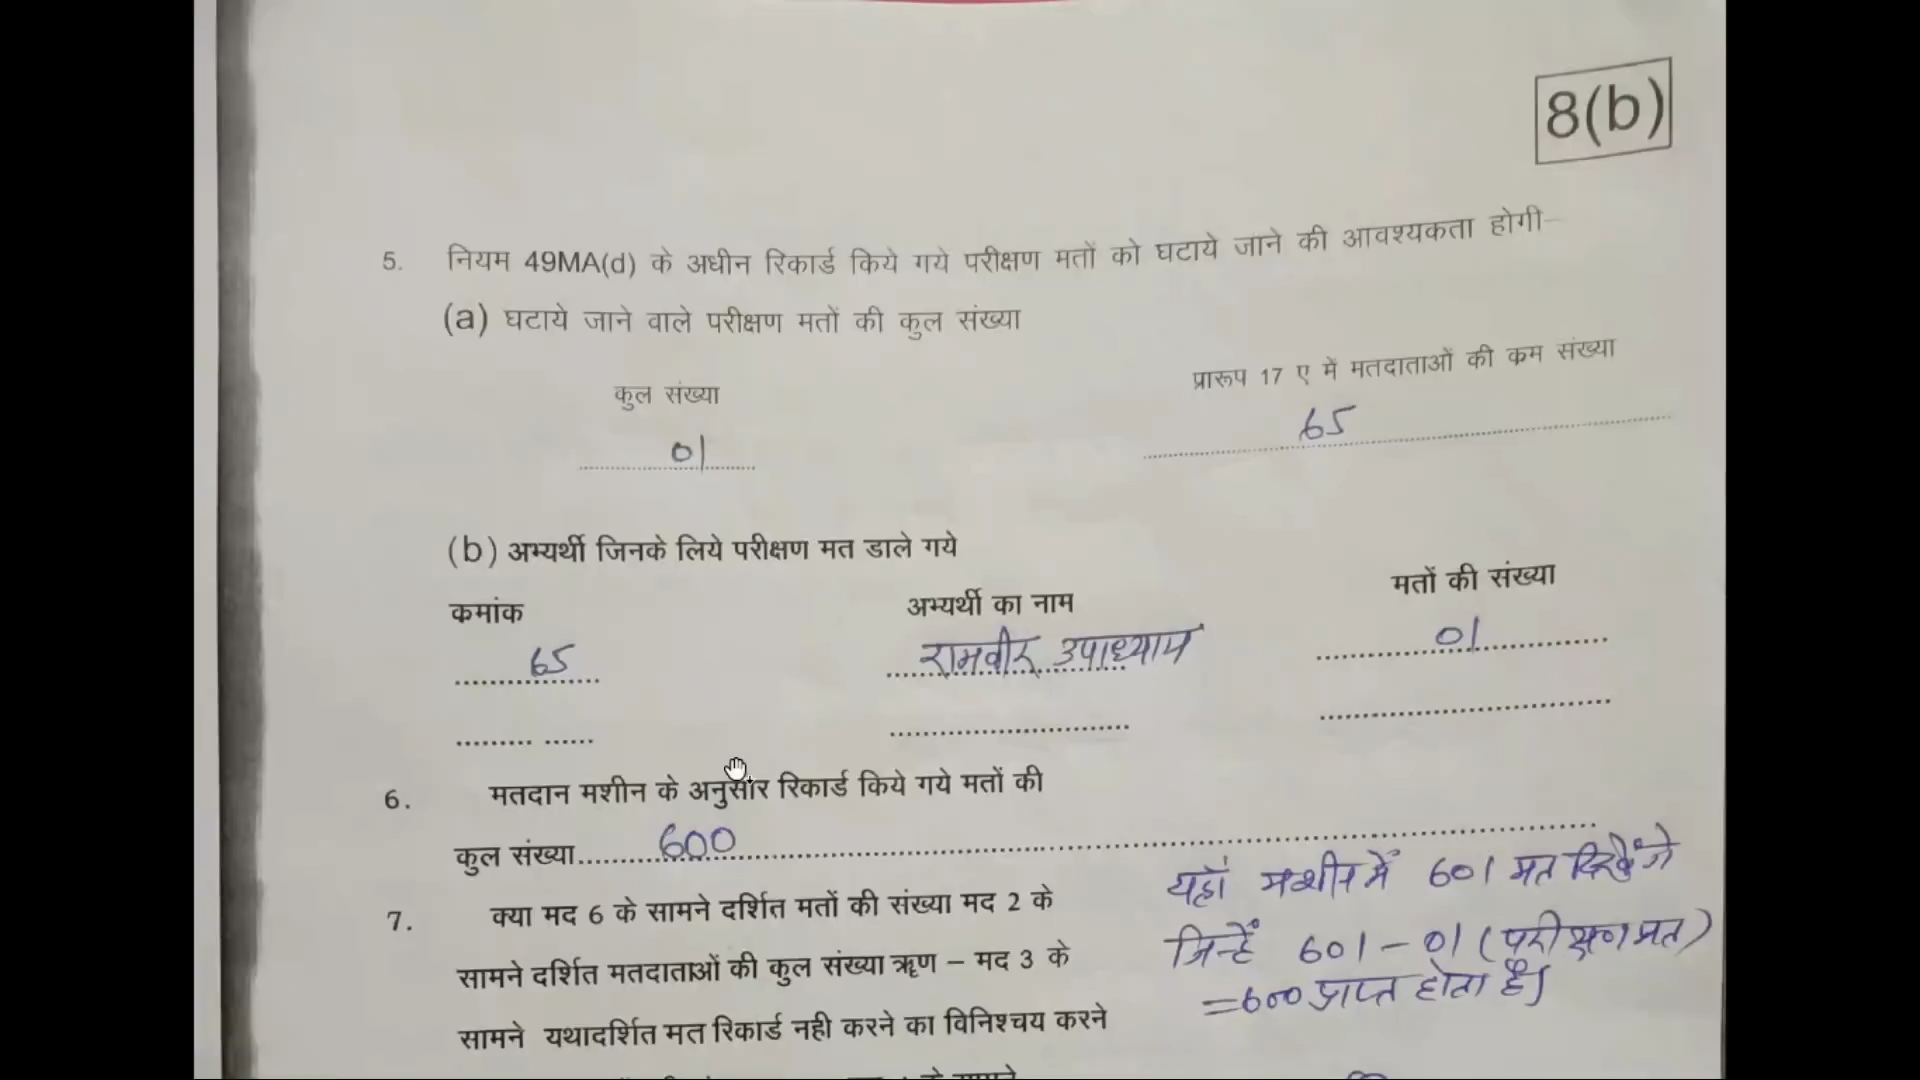 8(b)
5. नियम 49MA(d) के अधीन रिकार्ड किये गये परीक्षण मतों को घटाये जाने की आवश्यकता होगी–
(a) घटाये जाने वाले परीक्षण मतों की कुल संख्या
कुल संख्या प्रारूप 17 ए में मतदाताओं की कम संख्या
01 65
(b) अभ्यर्थी जिनके लिये परीक्षण मत डाले गये
कमांक अभ्यर्थी का नाम मतों की संख्या
65 रामवीर उपाध्याय 01
6. मतदान मशीन के अनुसार रिकार्ड किये गये मतों की
कुल संख्या 600
यहाँ मशीन में 601 मत
7. क्या मद 6 के सामने दर्शित मतों की संख्या मद 2 के
जिन्हें 601 – 01 (परीक्षण मत)
सामने दर्शित मतदाताओं की कुल संख्या ऋण – मद 3 के
= 600 प्राप्त होता है।
सामने यथादर्शित मत रिकार्ड नही करने का विनिश्चय करने